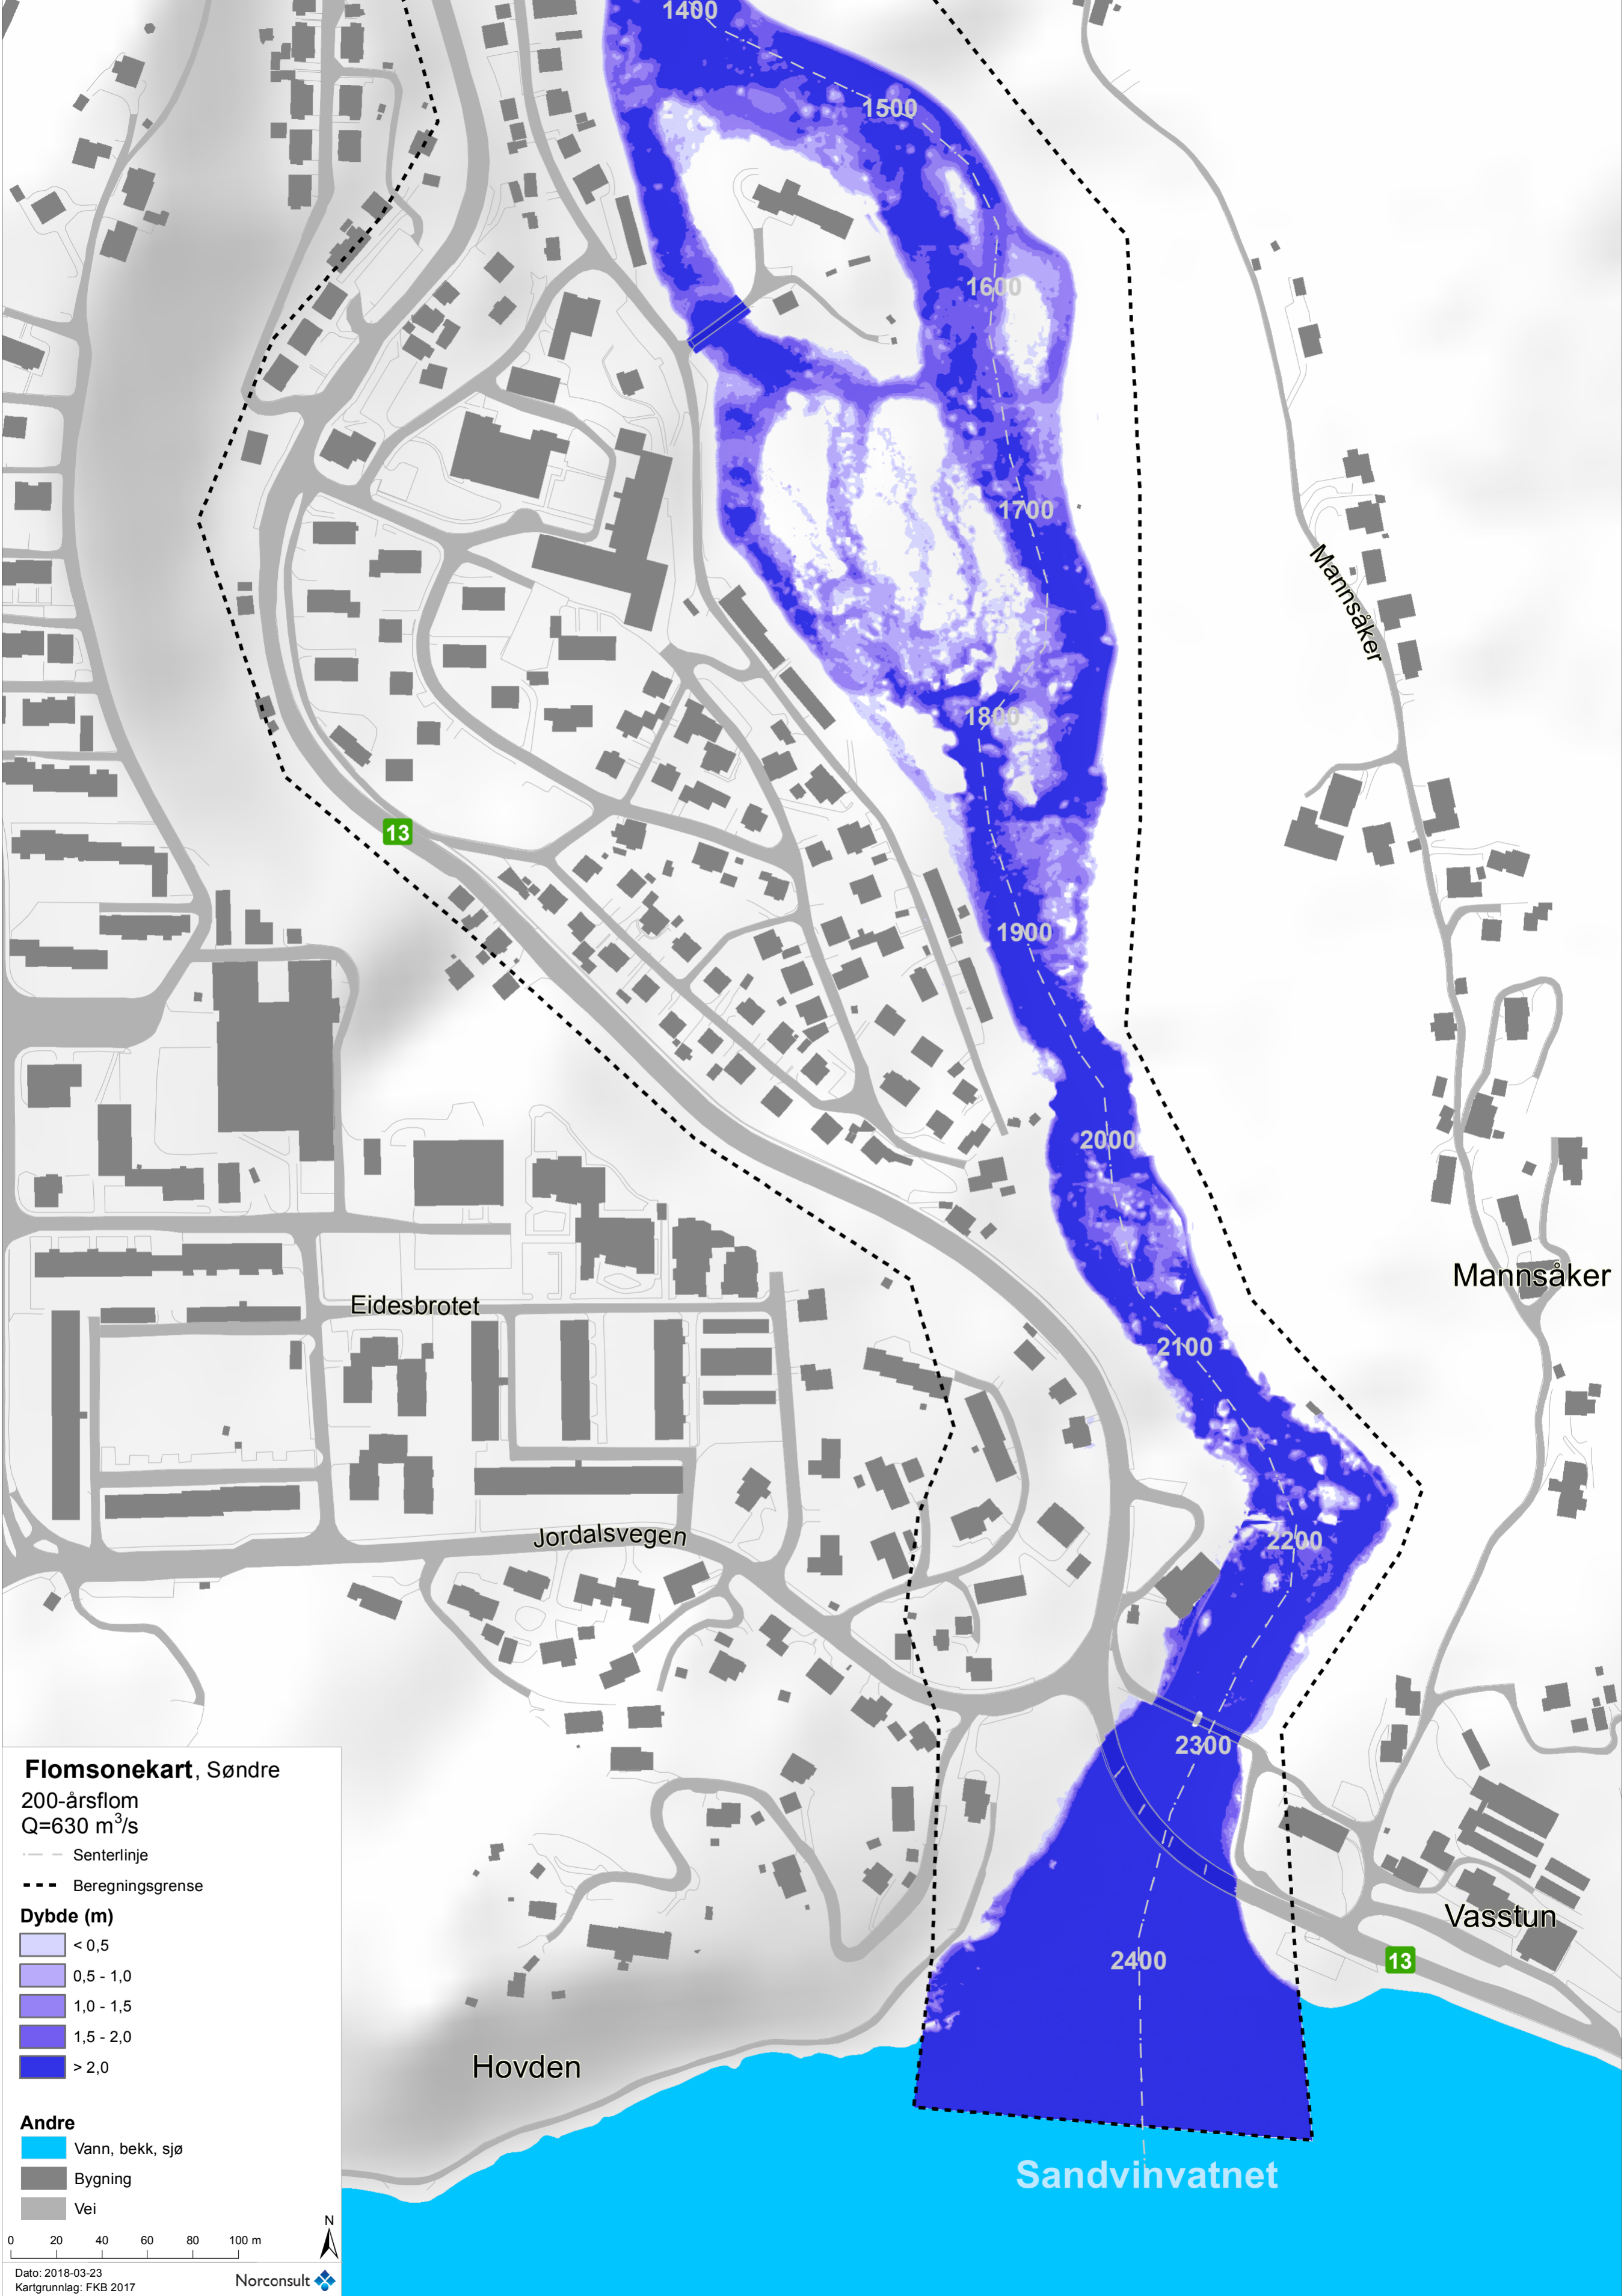 1400
1500
1600
1700
Mannsåker
1800
13
1900
2000
Mannsåker
Eidesbrotet
2100
Jordalsvegen
2200
2300
Vasstun
2400
13
Hovden
Sandvinvatnet
Flomsonekart, Søndre
200-årsflom
Q=630 m³/s
Senterlinje
Beregningsgrense
Dybde (m)
< 0,5
0,5 - 1,0
1,0 - 1,5
1,5 - 2,0
> 2,0
Andre
Vann, bekk, sjø
Bygning
Vei
N
0 20 40 60 80 100 m
Dato: 2018-03-23
Kartgrunnlag: FKB 2017
Norconsult